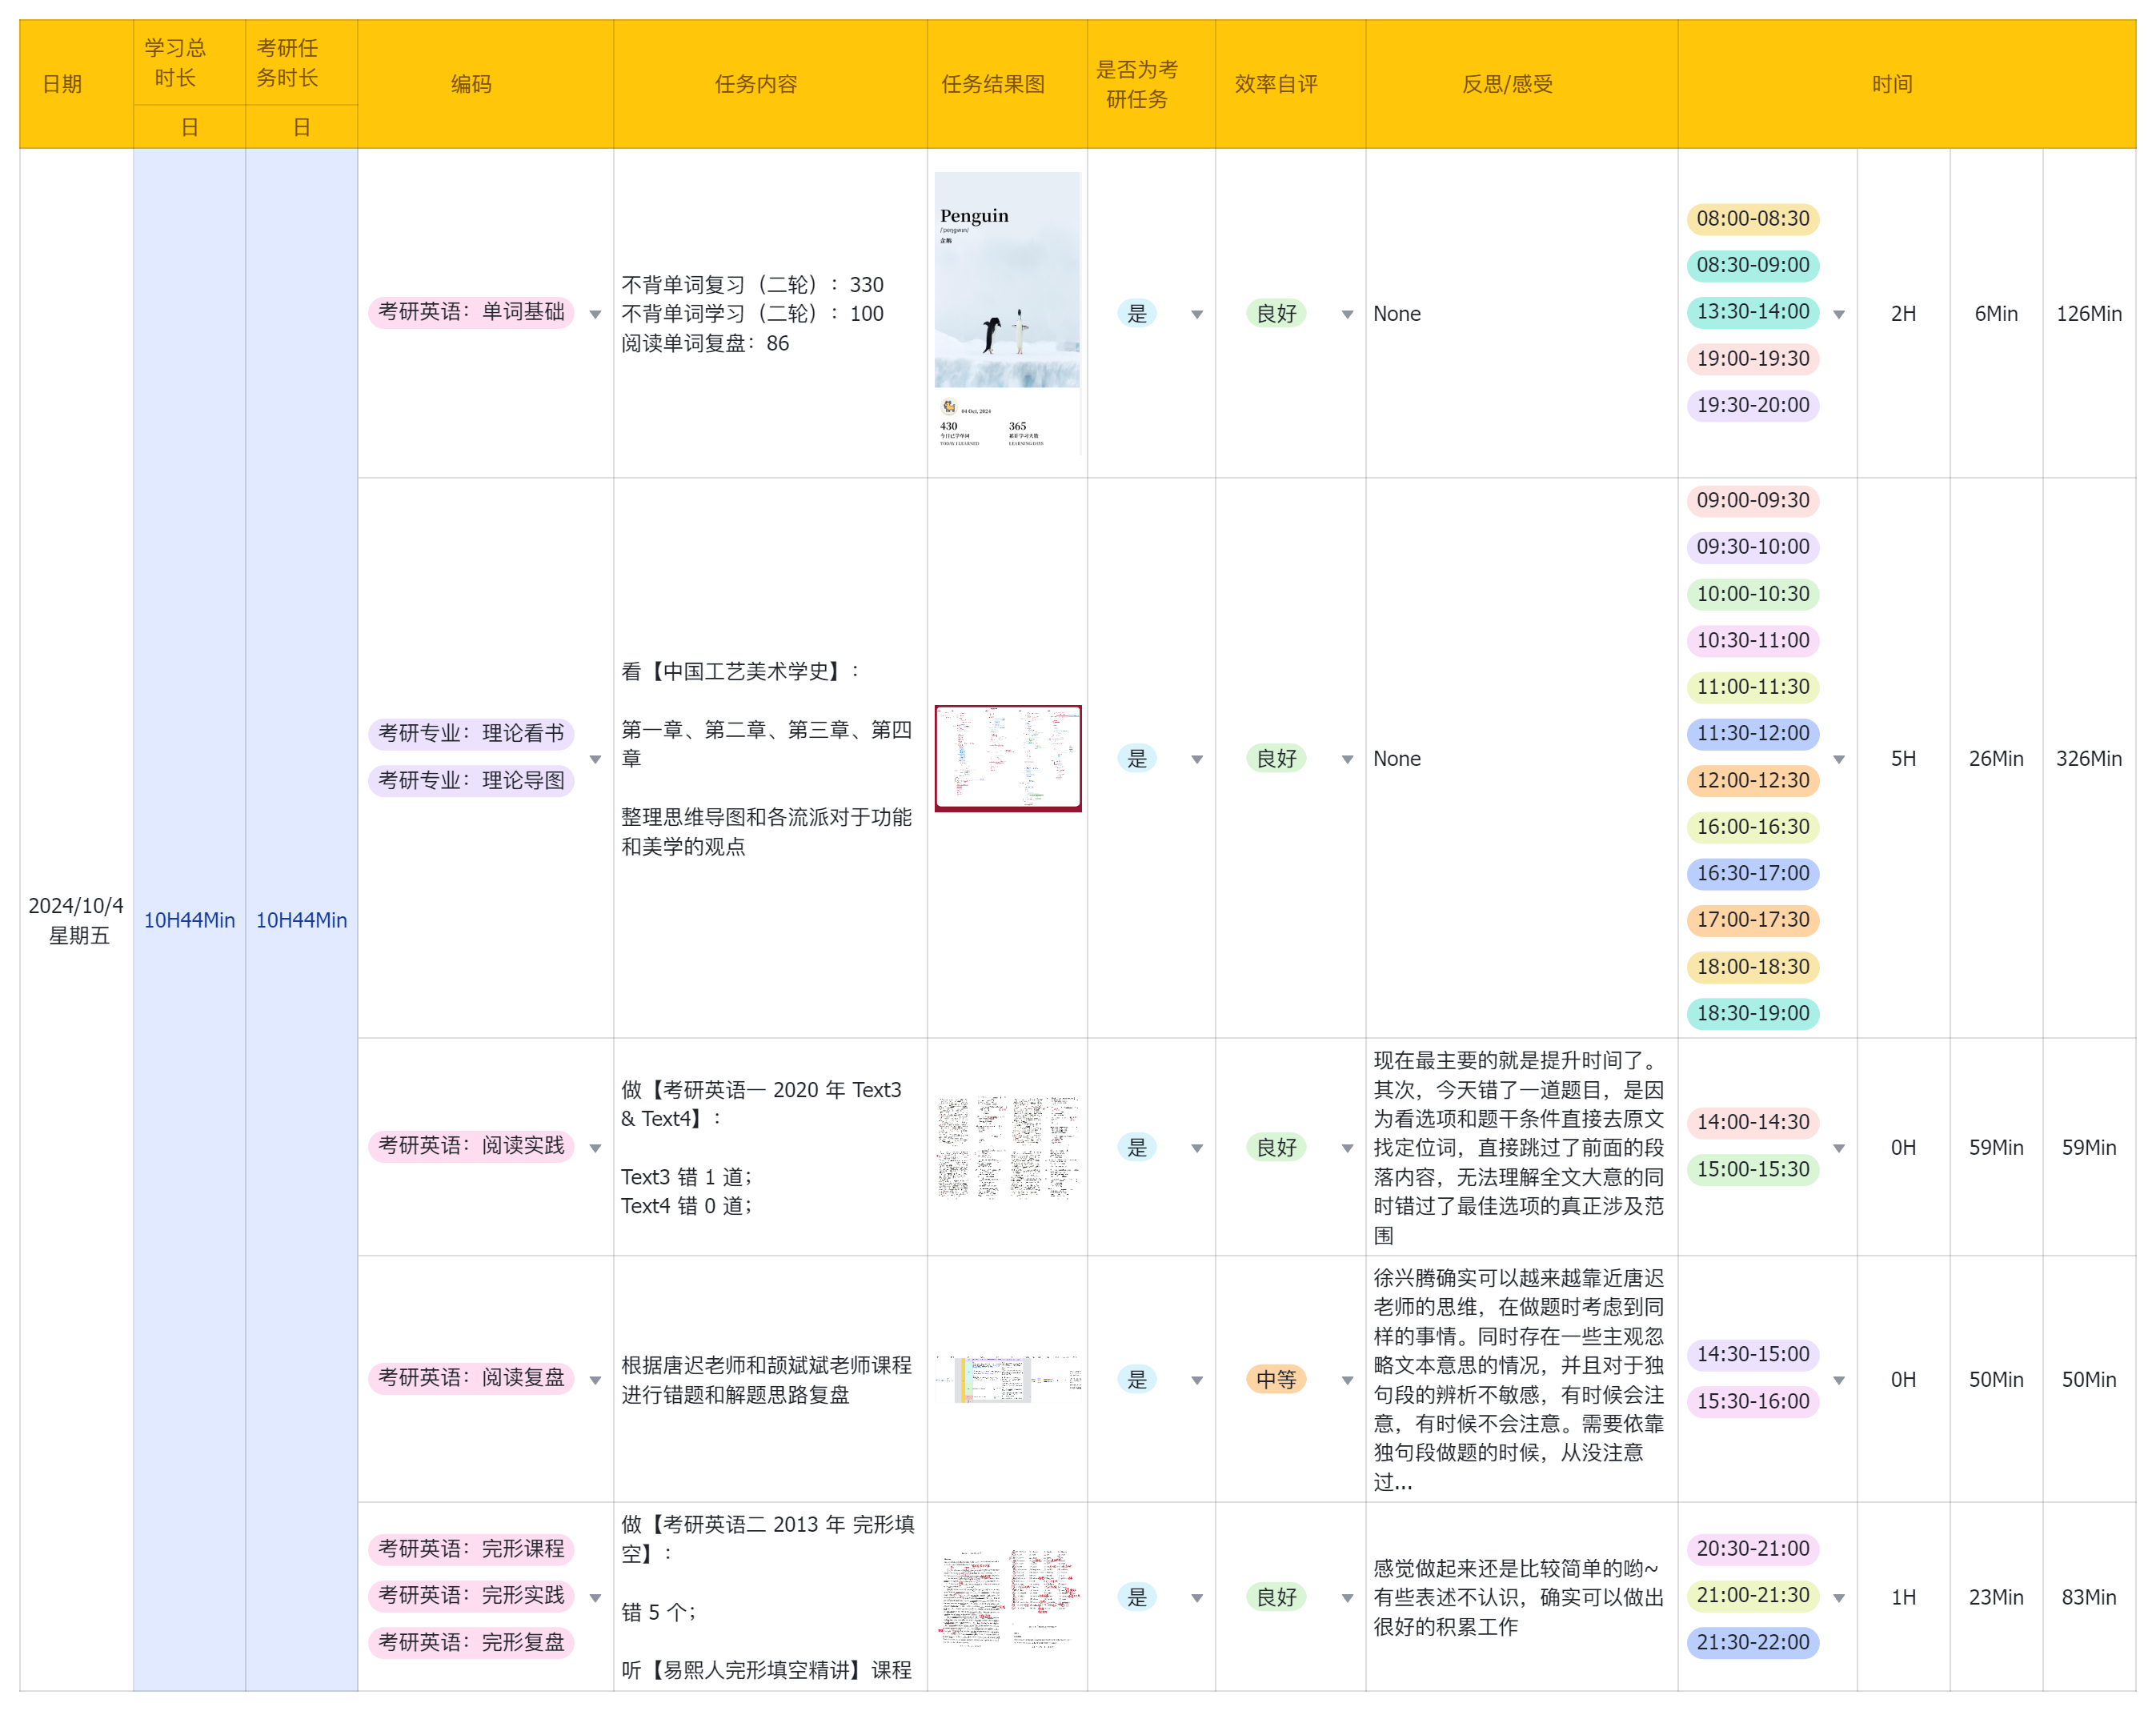 日期
学习总
时长
考研任
务时长
日
日
编码
任务内容
任务结果图
是否为考
研任务
效率自评
反思/感受
时间
2024/10/4
星期五
10H44Min
10H44Min
考研英语：单词基础
不背单词复习（二轮）：330
不背单词学习（二轮）：100
阅读单词复盘：86
Penguin
企鹅
04 Oct, 2024
430
365
今日已学单词
累计学习天数
TODAY I LEARNED
LEARNING DAYS
是
良好
None
08:00-08:30
08:30-09:00
13:30-14:00
19:00-19:30
19:30-20:00
2H
6Min
126Min
考研专业：理论看书
考研专业：理论导图
看【中国工艺美术学史】：
第一章、第二章、第三章、第四
章
整理思维导图和各流派对于功能
和美学的观点
是
良好
None
09:00-09:30
09:30-10:00
10:00-10:30
10:30-11:00
11:00-11:30
11:30-12:00
12:00-12:30
16:00-16:30
16:30-17:00
17:00-17:30
18:00-18:30
18:30-19:00
5H
26Min
326Min
考研英语：阅读实践
做【考研英语一 2020 年 Text3
& Text4】：
Text3 错 1 道；
Text4 错 0 道；
是
良好
现在最主要的就是提升时间了。
其次，今天错了一道题目，是因
为看选项和题干条件直接去原文
找定位词，直接跳过了前面的段
落内容，无法理解全文大意的同
时错过了最佳选项的真正涉及范
围
14:00-14:30
15:00-15:30
0H
59Min
59Min
考研英语：阅读复盘
根据唐迟老师和颉斌斌老师课程
进行错题和解题思路复盘
是
中等
徐兴腾确实可以越来越靠近唐迟
老师的思维，在做题时考虑到同
样的事情。同时存在一些主观忽
略文本意思的情况，并且对于独
句段的辨析不敏感，有时候会注
意，有时候不会注意。需要依靠
独句段做题的时候，从没注意
过...
14:30-15:00
15:30-16:00
0H
50Min
50Min
考研英语：完形课程
考研英语：完形实践
考研英语：完形复盘
做【考研英语二 2013 年 完形填
空】：
错 5 个；
听【易熙人完形填空精讲】课程
是
良好
感觉做起来还是比较简单的哟~
有些表述不认识，确实可以做出
很好的积累工作
20:30-21:00
21:00-21:30
21:30-22:00
1H
23Min
83Min